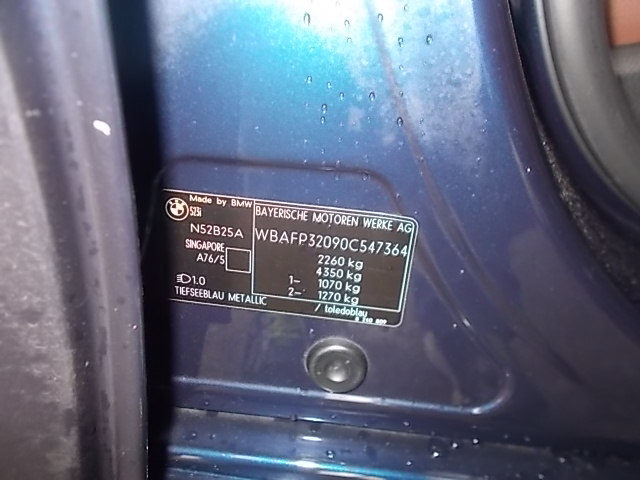 Made by BMW
523i
BAYERISCHE MOTOREN WERKE AG
N52B25A
WBAFP32090C547364
SINGAPORE
A76/5
2260 kg
4350 kg
1- 1070 kg
2- 1270 kg
1.0
TIEFSEEBLAU METALLIC
/ toledoblau